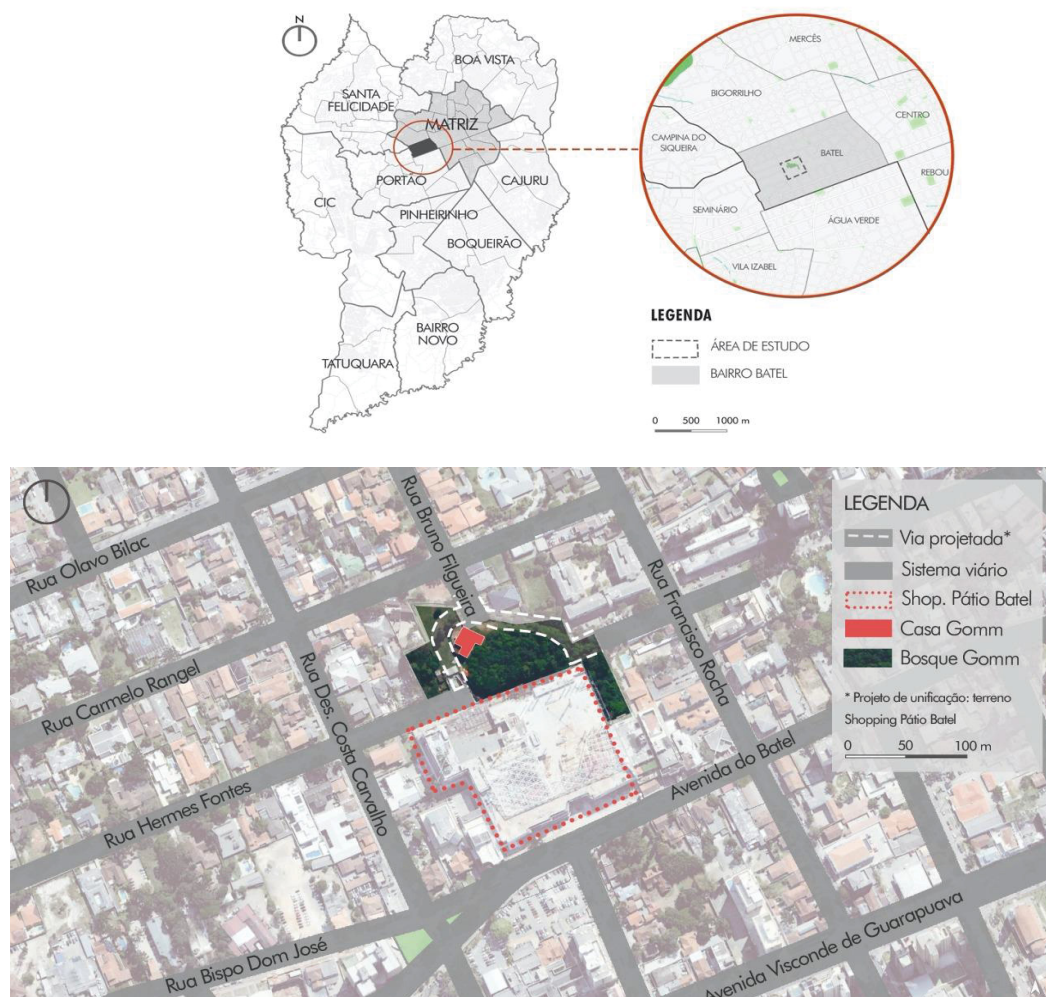 N
BOA VISTA
SANTA
FELICIDADE
MATRIZ
PORTÃO
CAJURU
CIC
PINHEIRINHO
BOQUEIRÃO
BAIRRO
NOVO
TATUQUARA
MERCÊS
BIGORRILHO
CENTRO
CAMPINA DO
SIQUEIRA
BATEL
REBOU
SEMINÁRIO
ÁGUA VERDE
VILA IZABEL
LEGENDA
ÁREA DE ESTUDO
BAIRRO BATEL
0 500 1000 m
Rua Olavo Bilac
Rua Bruno Filgueira
Rua Francisco Rocha
Rua Carmelo Rangel
Rua Des. Costa Carvalho
Rua Hermes Fontes
Avenida do Batel
Rua Bispo Dom José
Avenida Visconde de Guarapuava
LEGENDA
Via projetada*
Sistema viário
Shop. Pátio Batel
Casa Gomm
Bosque Gomm
* Projeto de unificação: terreno
Shopping Pátio Batel
0 50 100 m